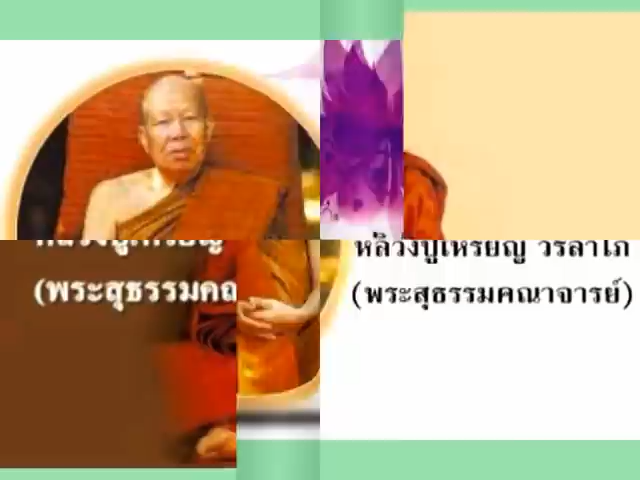 หลวงปู่เหรียญ วรลาโภ
(พระสุธรรมคณ
(พระสุธรรมคณาจารย์)